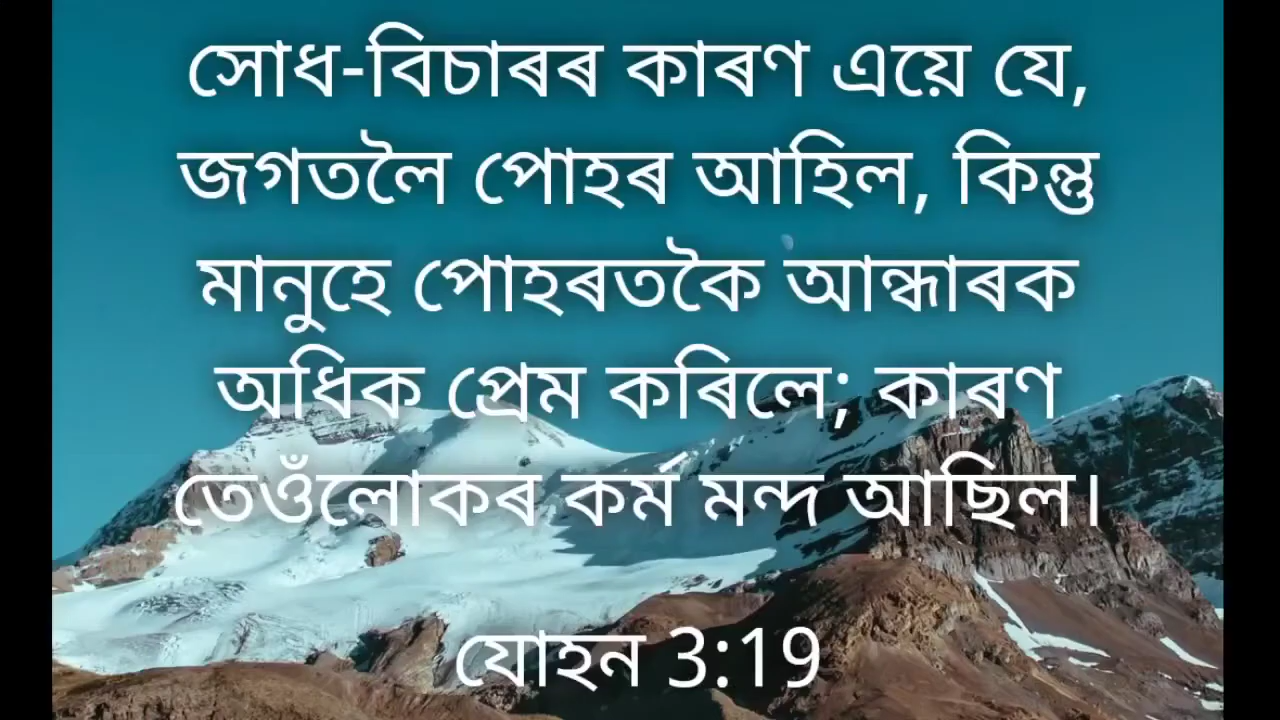 সোধ-বিচাৰৰ কাৰণ এয়ে যে,
জগতলৈ পোহৰ আহিল, কিন্তু
মানুহে পোহৰতকৈ আন্ধাৰক
অধিক প্ৰেম কৰিলে; কাৰণ
তেওঁলোকৰ কৰ্ম মন্দ আছিল।
যোহন 3:19